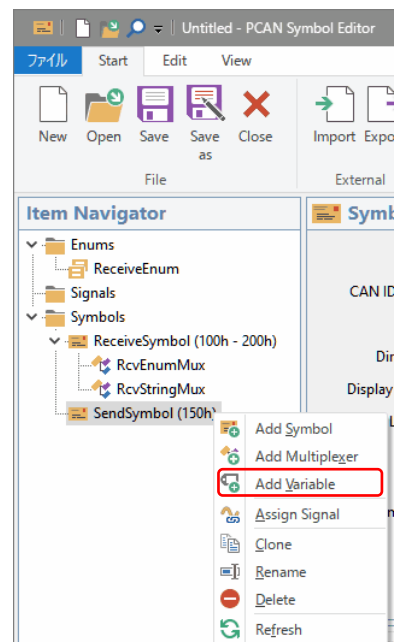 Untitled - PCAN Symbol Editor
ファイル Start Edit View
New Open Save Save as Close Import
File External
Item Navigator
Enums
ReceiveEnum
Signals
CAN ID
Symbols
ReceiveSymbol (100h - 200h)
RcvEnumMux
RcvStringMux
Display
SendSymbol (150h)
Add Symbol
Add Multiplexer
Add Variable
Assign Signal
Clone
Rename
Delete
Refresh